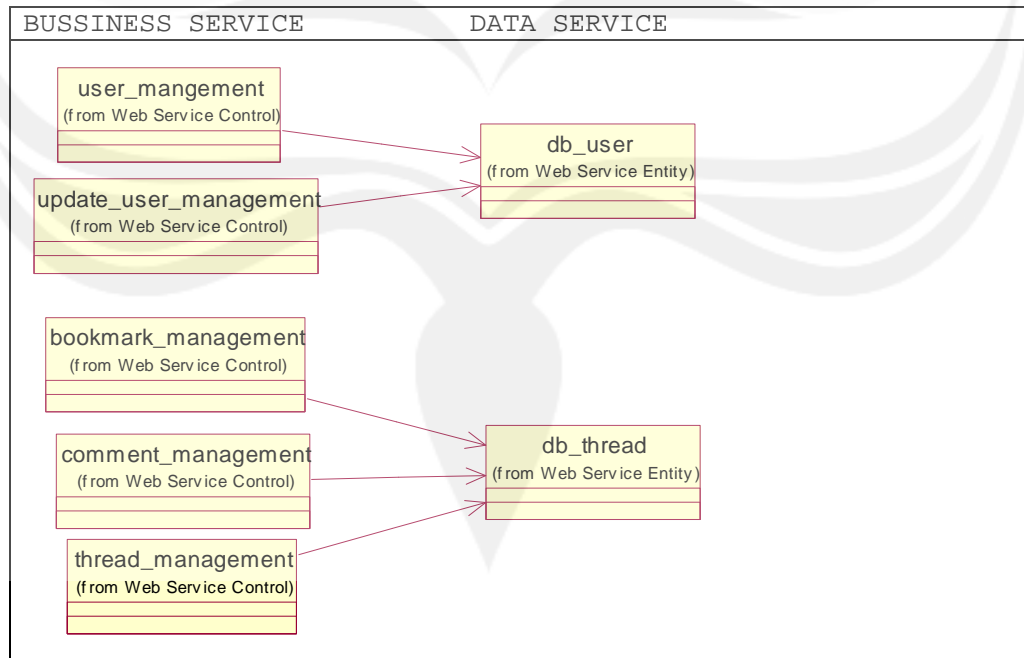 BUSSINESS SERVICE
DATA SERVICE
user_mangement
(from Web Service Control)
db_user
(from Web Service Entity)
update_user_management
(from Web Service Control)
bookmark_management
(from Web Service Control)
comment_management
(from Web Service Control)
db_thread
(from Web Service Entity)
thread_management
(from Web Service Control)